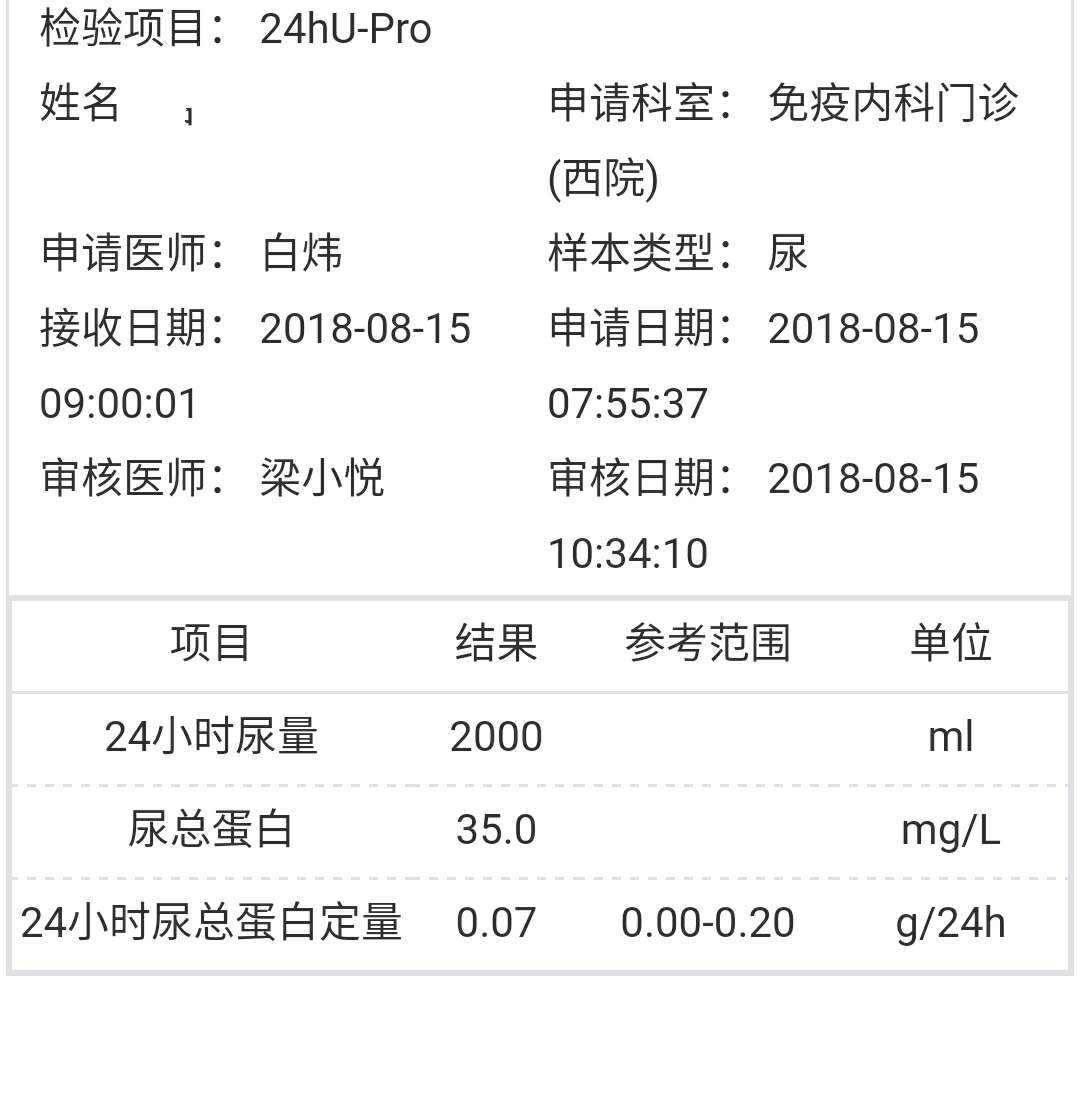 检验项目： 24hU-Pro
姓名
申请科室： 免疫内科门诊
(西院)
申请医师： 白炜 样本类型： 尿
接收日期： 2018-08-15 申请日期： 2018-08-15
09:00:01 07:55:37
审核医师： 梁小悦 审核日期： 2018-08-15
10:34:10
项目 结果 参考范围 单位
24小时尿量 2000 ml
尿总蛋白 35.0 mg/L
24小时尿总蛋白定量 0.07 0.00-0.20 g/24h